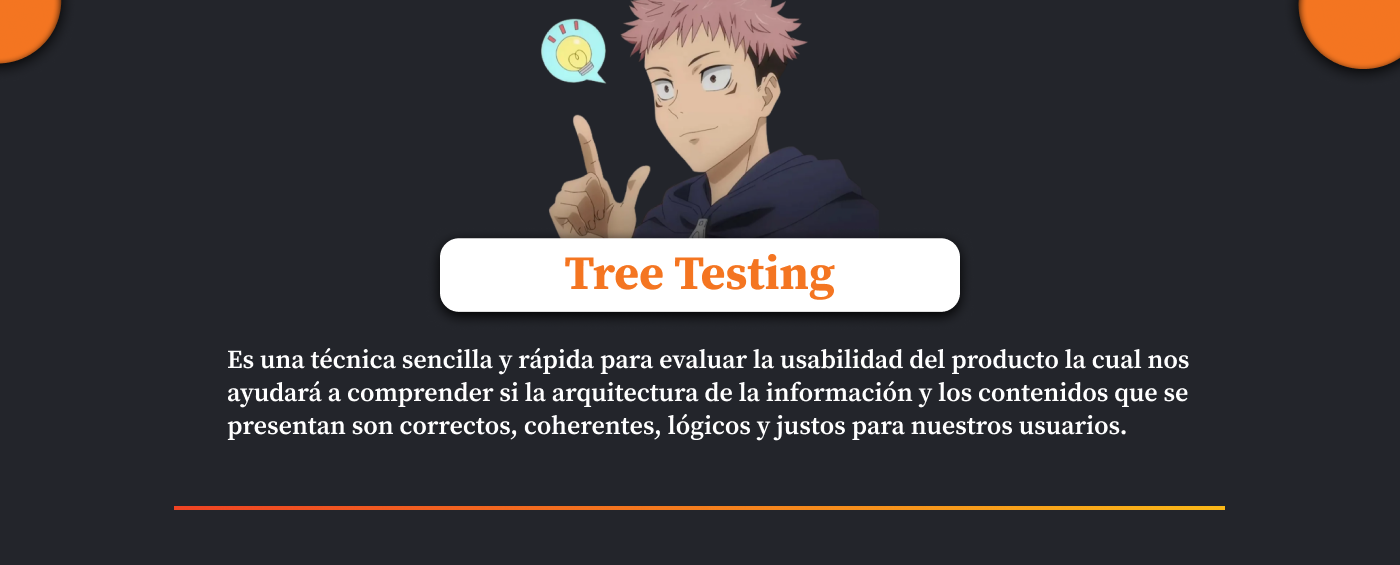 Tree Testing
Es una técnica sencilla y rápida para evaluar la usabilidad del producto la cual nos
ayudará a comprender si la arquitectura de la información y los contenidos que se
presentan son correctos, coherentes, lógicos y justos para nuestros usuarios.